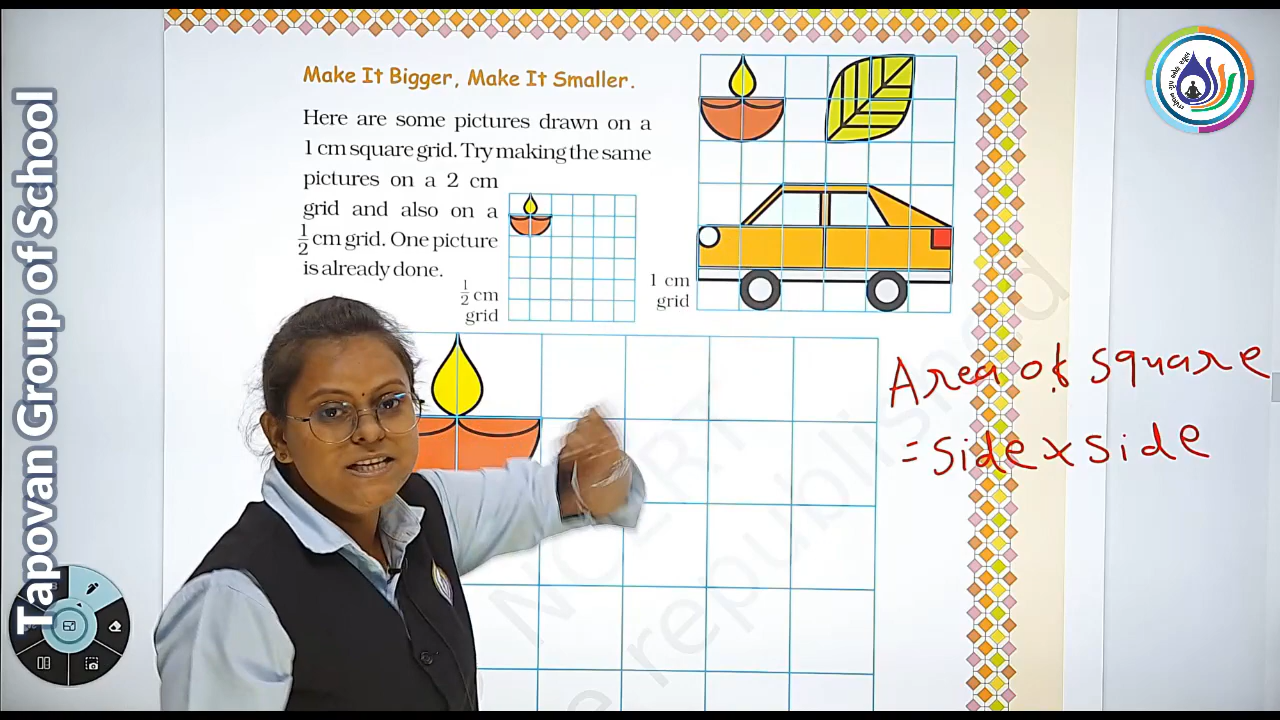 Tapovan Group of School
Make It Bigger, Make It Smaller.
Here are some pictures drawn on a
1 cm square grid. Try making the same
pictures on a 2 cm
grid and also on a
1/2 cm grid. One picture
is already done.
1/2 cm
grid
1 cm
grid
Area of square
= side x side
NCERT
republished